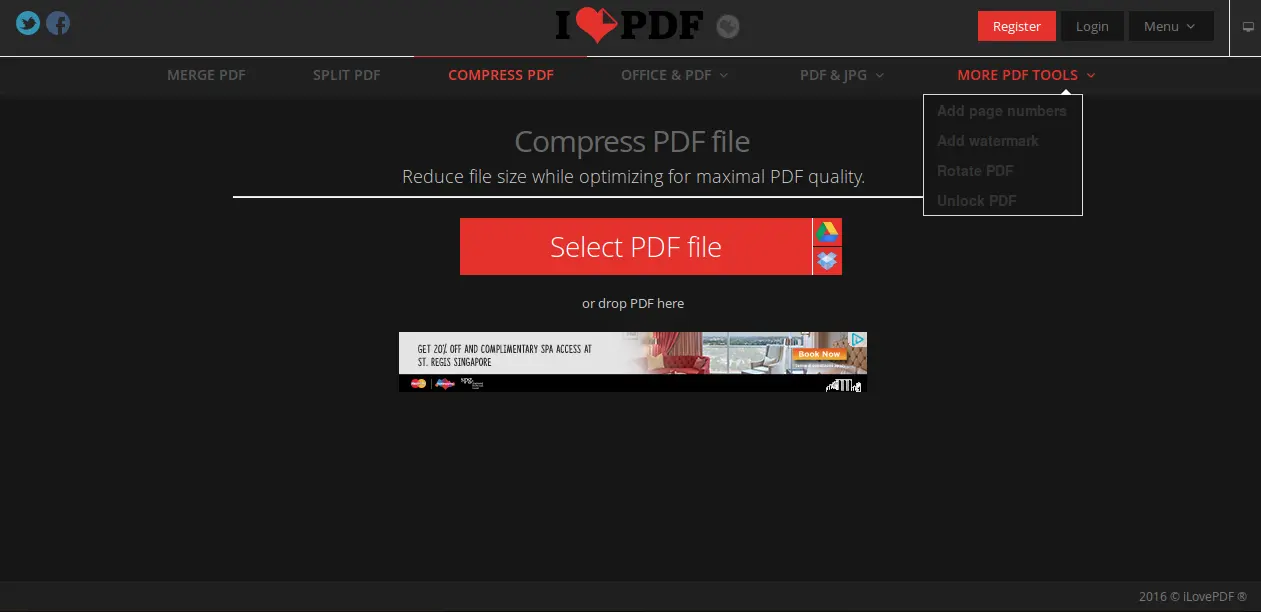 I PDF
Register
Login
Menu
MERGE PDF
SPLIT PDF
COMPRESS PDF
OFFICE & PDF
PDF & JPG
MORE PDF TOOLS
Add page numbers
Add watermark
Rotate PDF
Unlock PDF
Compress PDF file
Reduce file size while optimizing for maximal PDF quality.
Select PDF file
or drop PDF here
GET 20% OFF AND COMPLIMENTARY SPA ACCESS AT
ST. REGIS SINGAPORE
Book Now
spg
2016 © iLovePDF ®